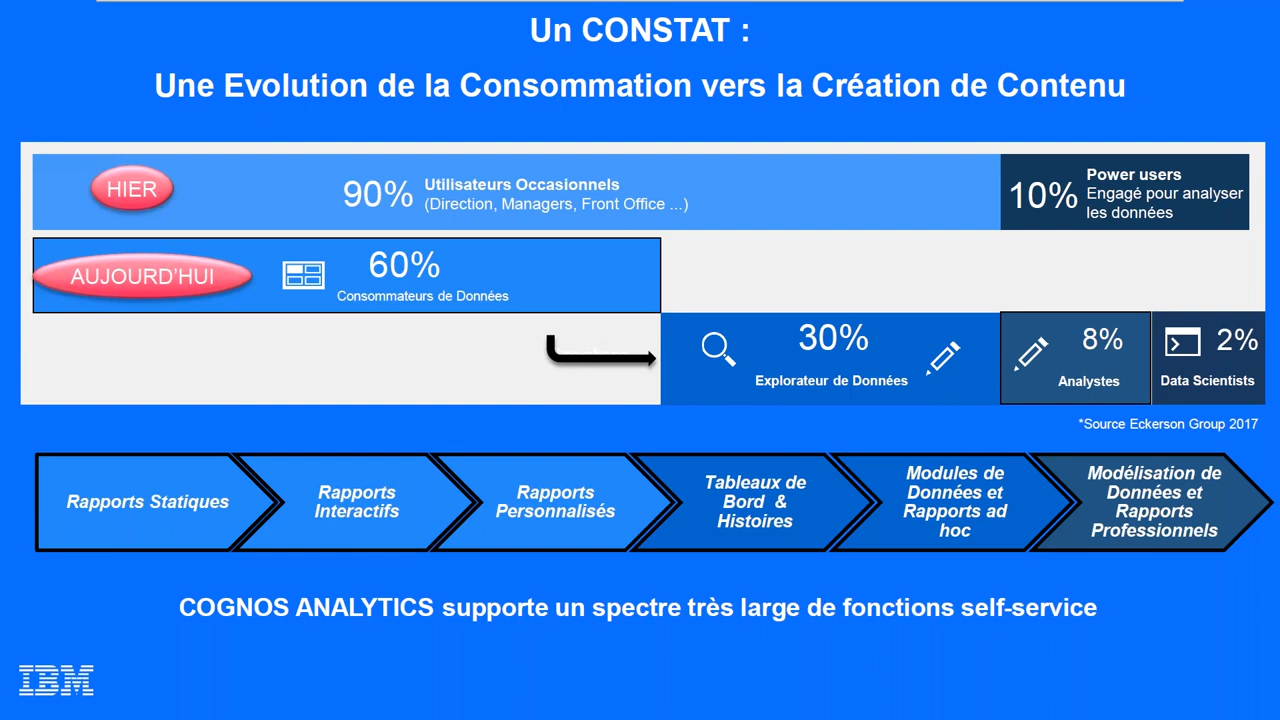 Un CONSTAT :
Une Evolution de la Consommation vers la Création de Contenu
HIER
90%
Utilisateurs Occasionnels
(Direction, Managers, Front Office ...)
10%
Power users
Engagé pour analyser
les données
AUJOURD'HUI
60%
Consommateurs de Données
30%
Explorateur de Données
8%
Analystes
2%
Data Scientists
*Source Eckerson Group 2017
Rapports Statiques
Rapports
Interactifs
Rapports
Personnalisés
Tableaux de
Bord &
Histoires
Modules de
Données et
Rapports ad
hoc
Modélisation de
Données et
Rapports
Professionnels
COGNOS ANALYTICS supporte un spectre très large de fonctions self-service
IBM